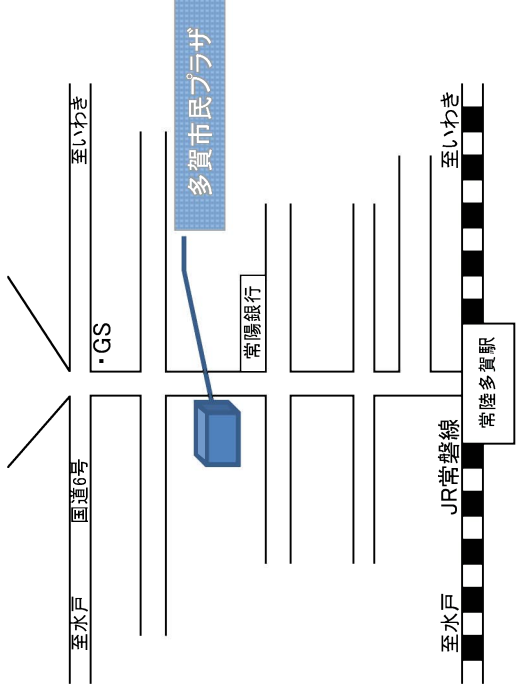 多賀市民プラザ
至いわき
至いわき
・GS
常陽銀行
常陸多賀駅
国道6号
JR常磐線
至水戸
至水戸